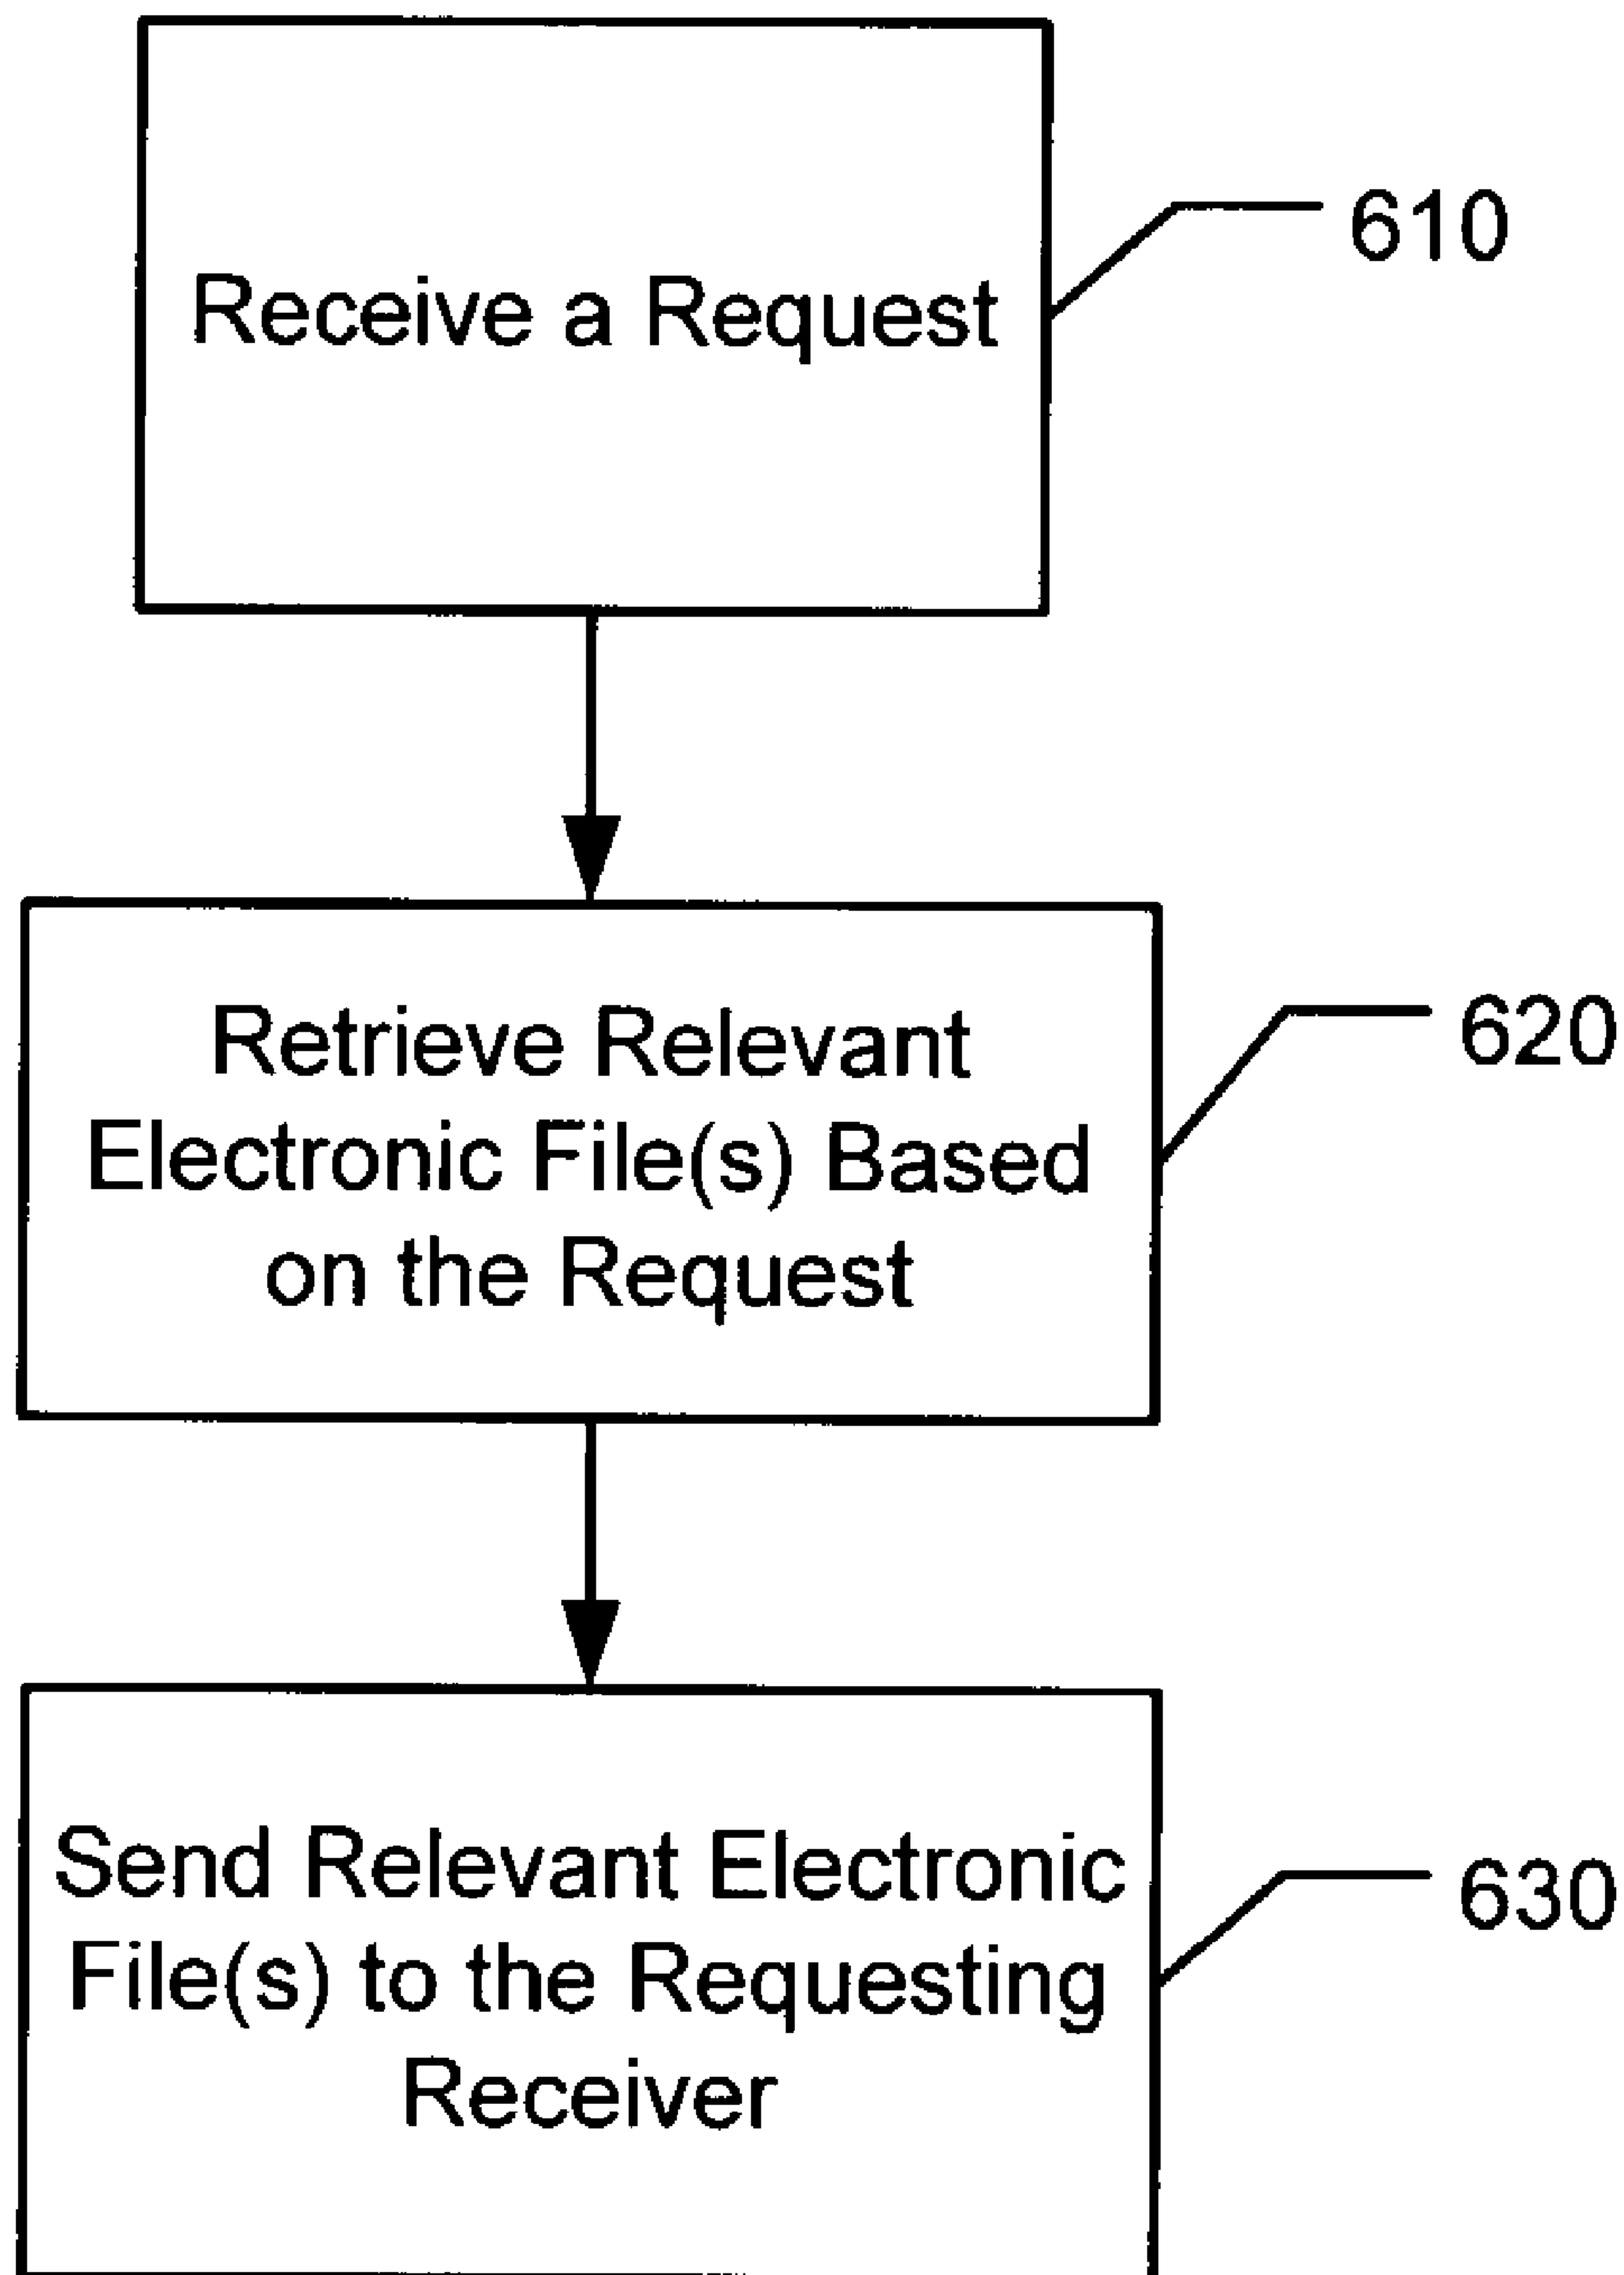 Receive a Request
610
Retrieve Relevant
Electronic File(s) Based
on the Request
620
Send Relevant Electronic
File(s) to the Requesting
Receiver
630